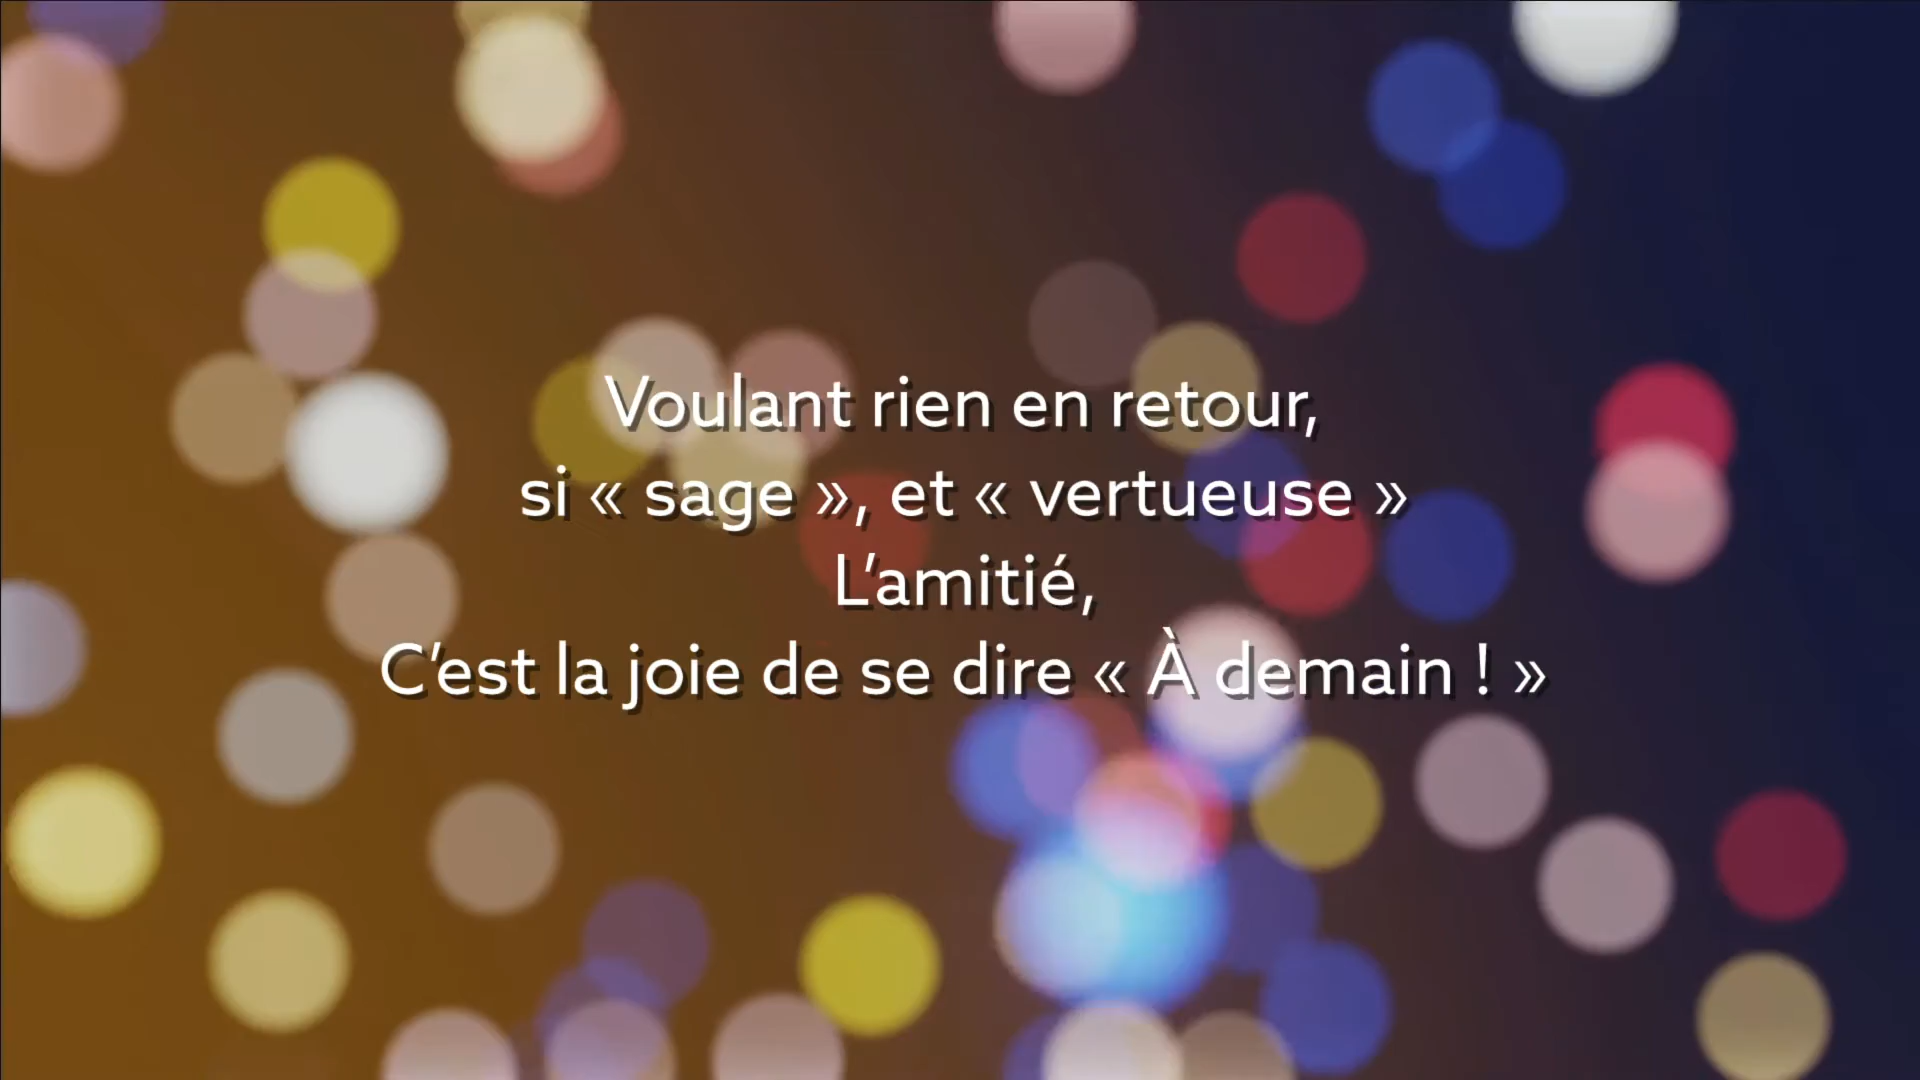 Voulant rien en retour,
si « sage », et « vertueuse »
L’amitié,
C’est la joie de se dire « À demain ! »